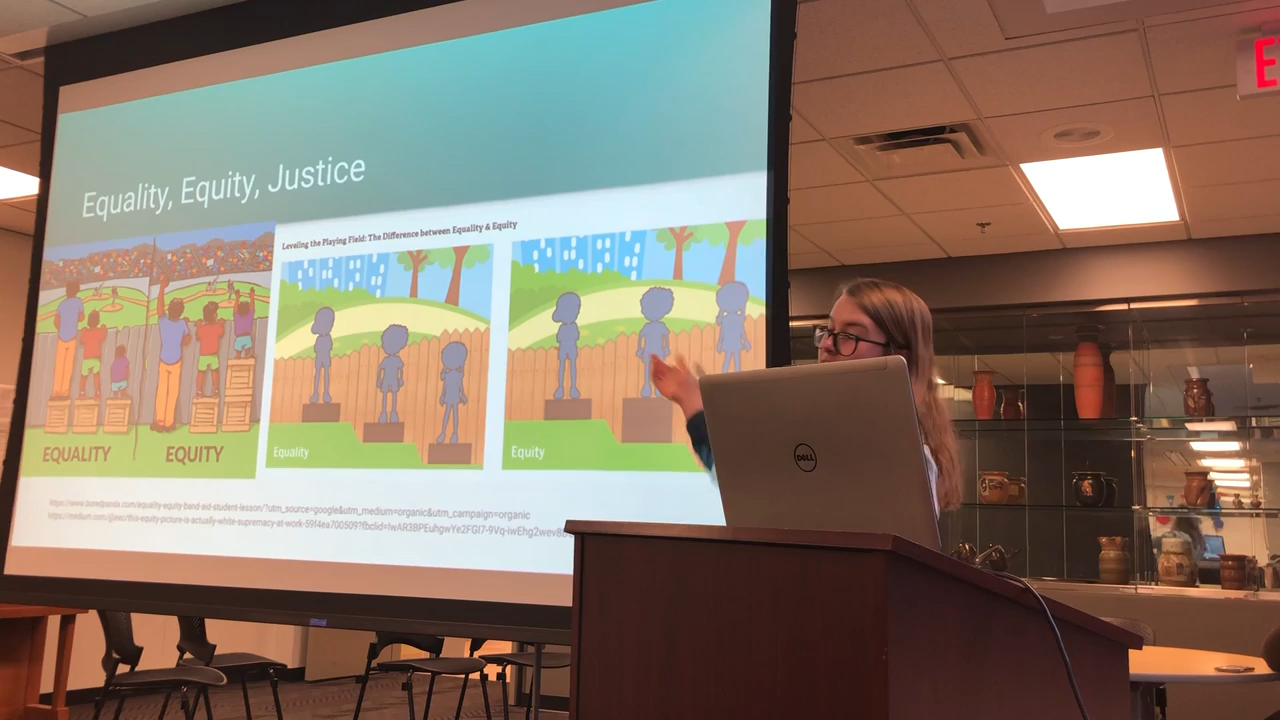 Equality, Equity, Justice
Leveling the Playing Field: The Difference between Equality & Equity
EQUALITY
EQUITY
Equality
Equity
https://www.boredpanda.com/equality-equity-band-aid-student-lesson/?utm_source=google&utm_medium=organic&utm_campaign=organic
DELL